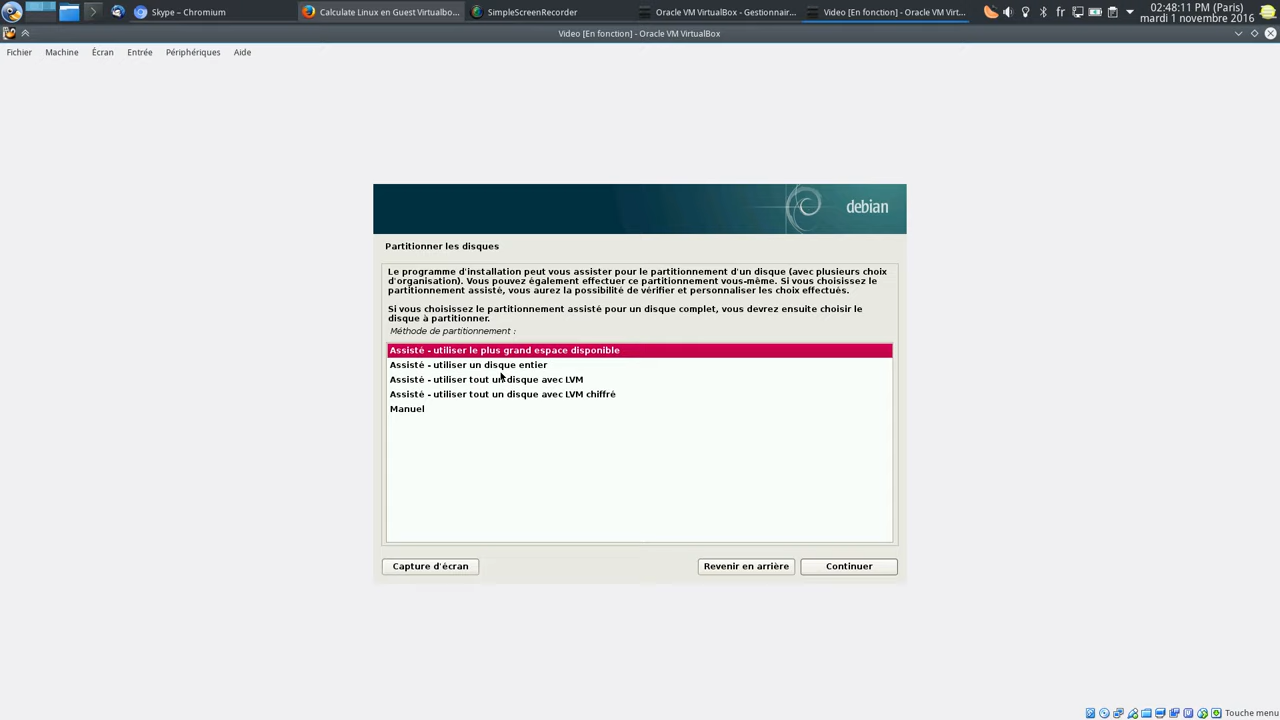 Skype – Chromium
Calculate Linux en Guest Virtualbo...
SimpleScreenRecorder
Oracle VM VirtualBox - Gestionnair...
Video [En fonction] - Oracle VM Virt...
fr
02:48:11 PM (Paris)
mardi 1 novembre 2016
Video [En fonction] - Oracle VM VirtualBox
Fichier Machine Écran Entrée Périphériques Aide
debian
Partitionner les disques
Le programme d'installation peut vous assister pour le partitionnement d'un disque (avec plusieurs choix
d'organisation). Vous pouvez également effectuer ce partitionnement vous-même. Si vous choisissez le
partitionnement assisté, vous aurez la possibilité de vérifier et personnaliser les choix effectués.
Si vous choisissez le partitionnement assisté pour un disque complet, vous devrez ensuite choisir le
disque à partitionner.
Méthode de partitionnement :
Assisté - utiliser le plus grand espace disponible
Assisté - utiliser un disque entier
Assisté - utiliser tout un disque avec LVM
Assisté - utiliser tout un disque avec LVM chiffré
Manuel
Capture d'écran
Revenir en arrière
Continuer
Touche menu